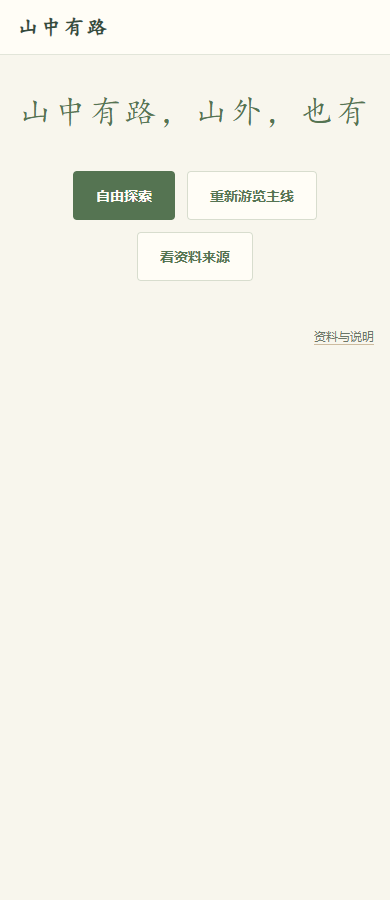 山中有路
山中有路，山外，也有
自由探索
重新游览主线
看资料来源
资料与说明